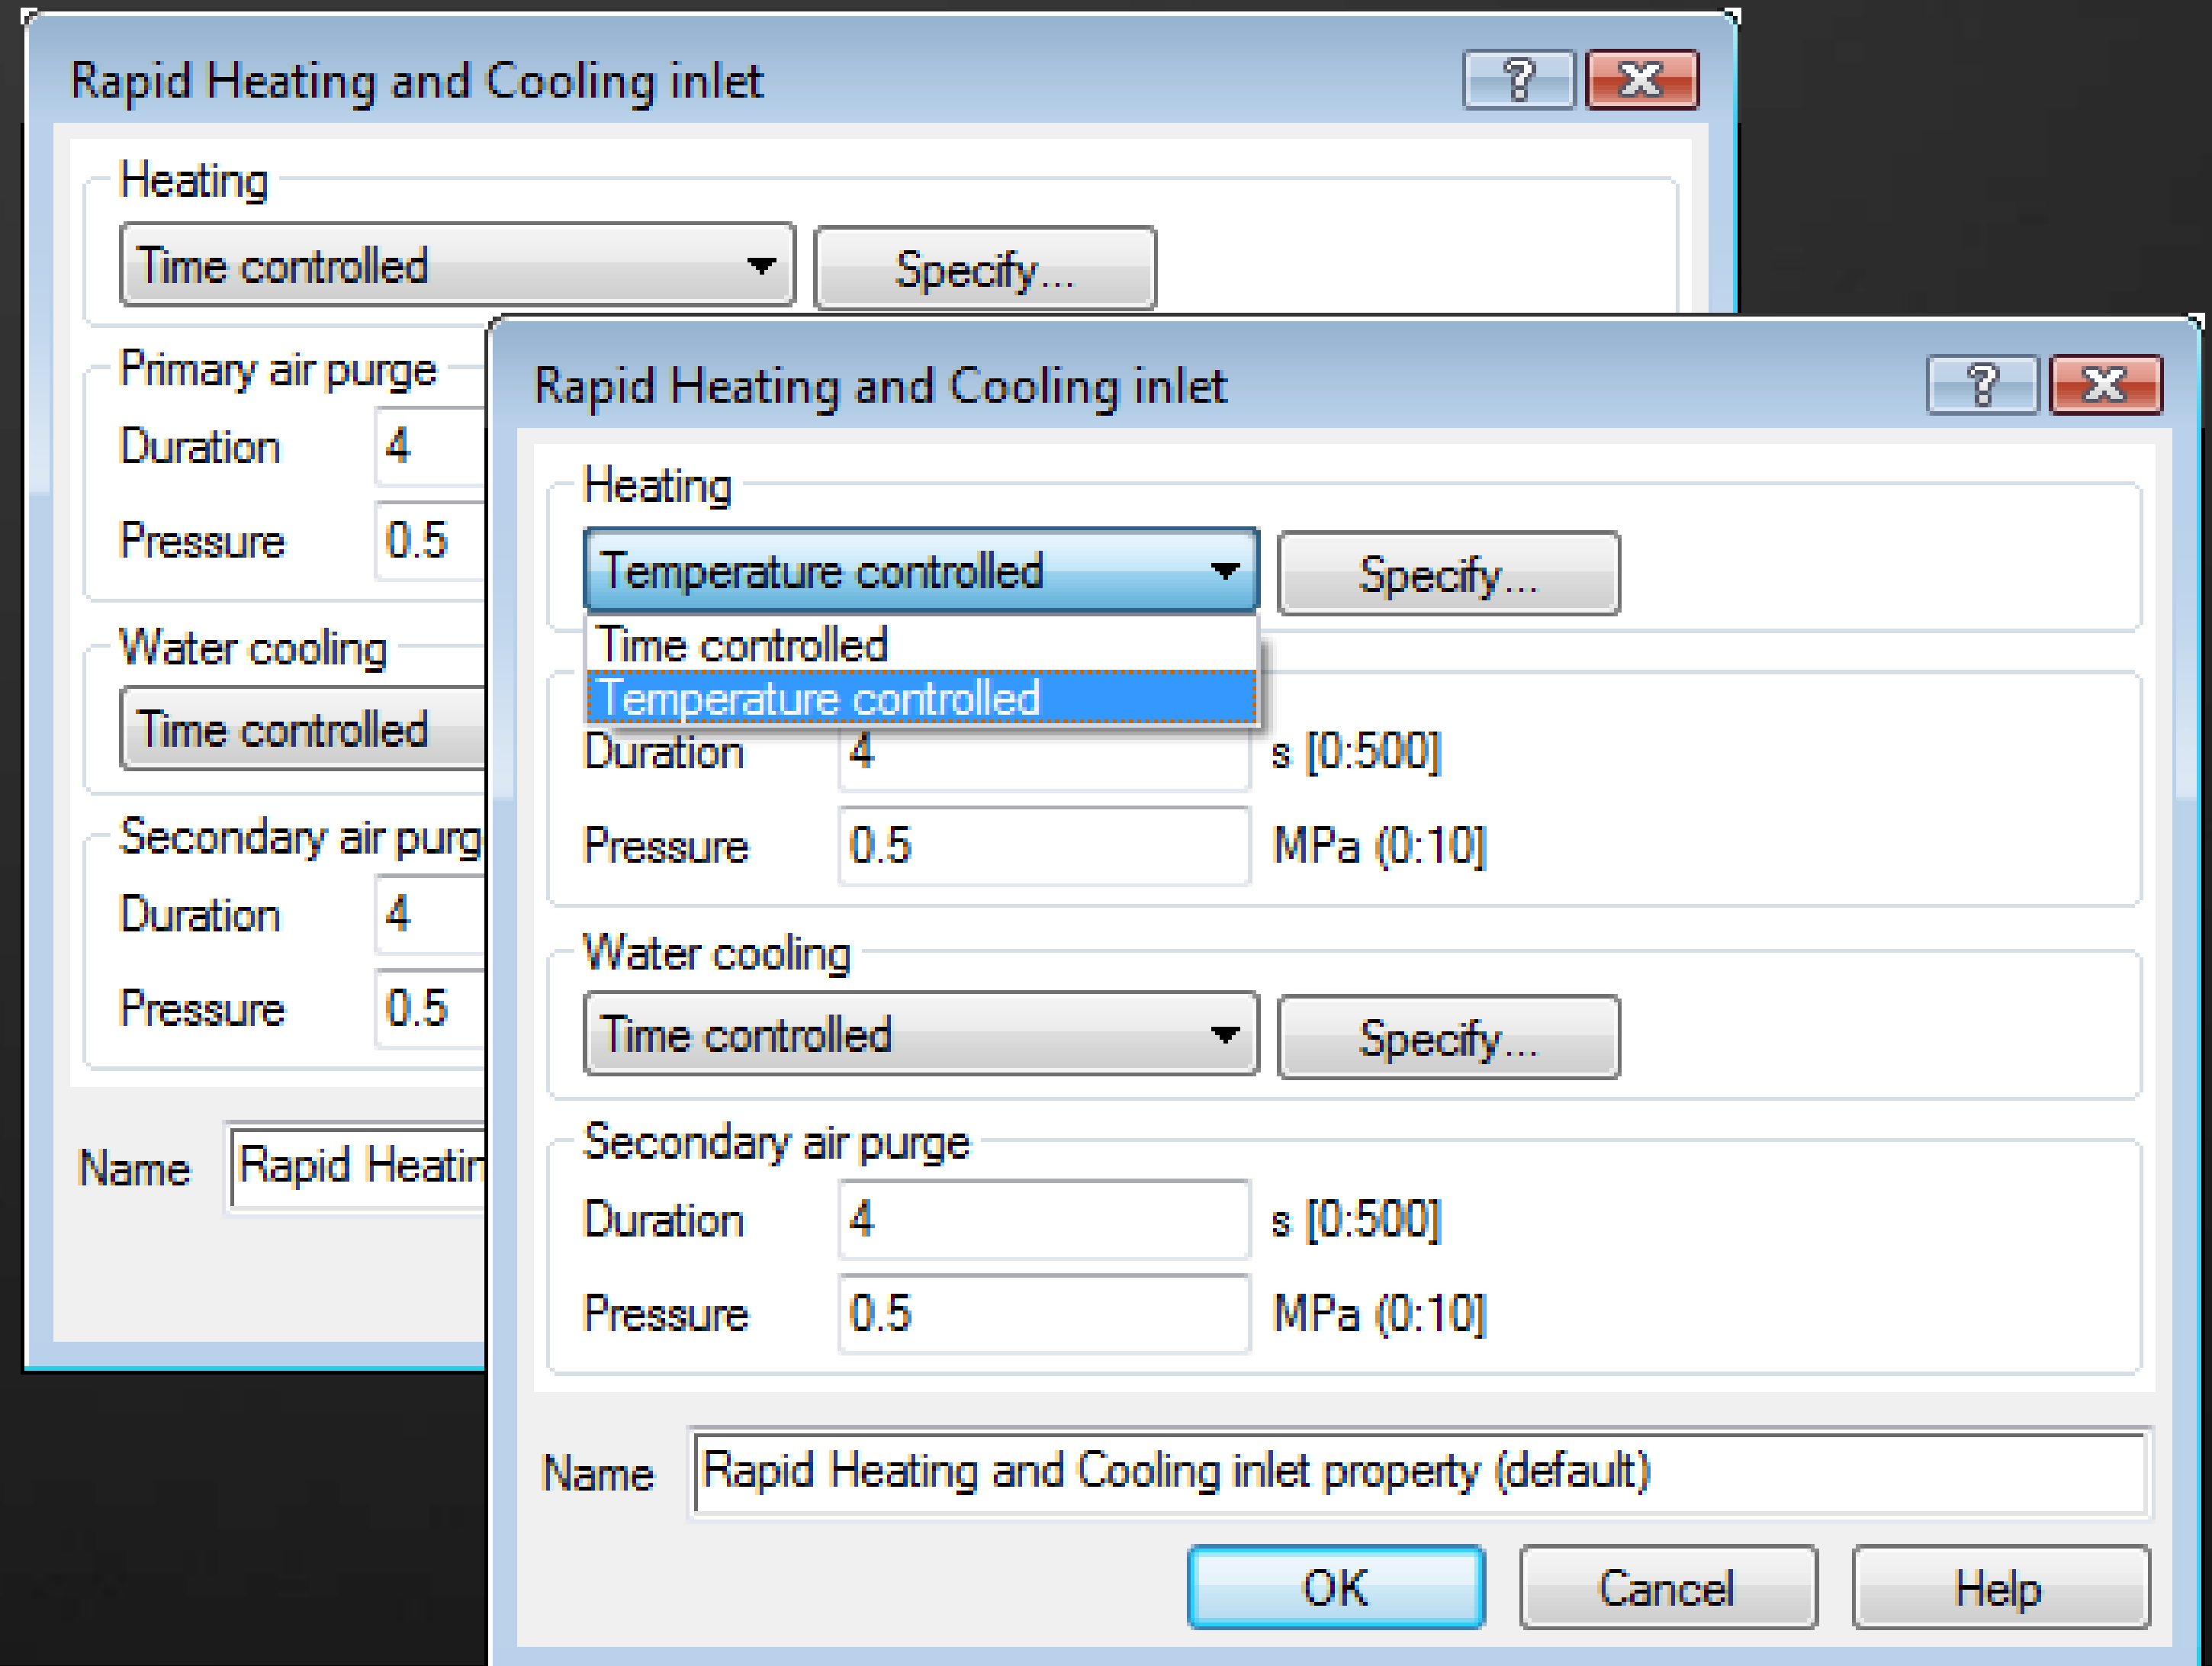 Rapid Heating and Cooling inlet
Heating
Time controlled Specify...
Primary air purge
Duration 4
Pressure 0.5
Water cooling
Time controlled
Secondary air purg
Duration 4
Pressure 0.5
Name Rapid Heatin
Rapid Heating and Cooling inlet
Heating
Temperature controlled Specify...
Time controlled
Temperature controlled
Duration 4 s [0:500]
Pressure 0.5 MPa (0:10]
Water cooling
Time controlled Specify...
Secondary air purge
Duration 4 s [0:500]
Pressure 0.5 MPa (0:10]
Name Rapid Heating and Cooling inlet property (default)
OK Cancel Help